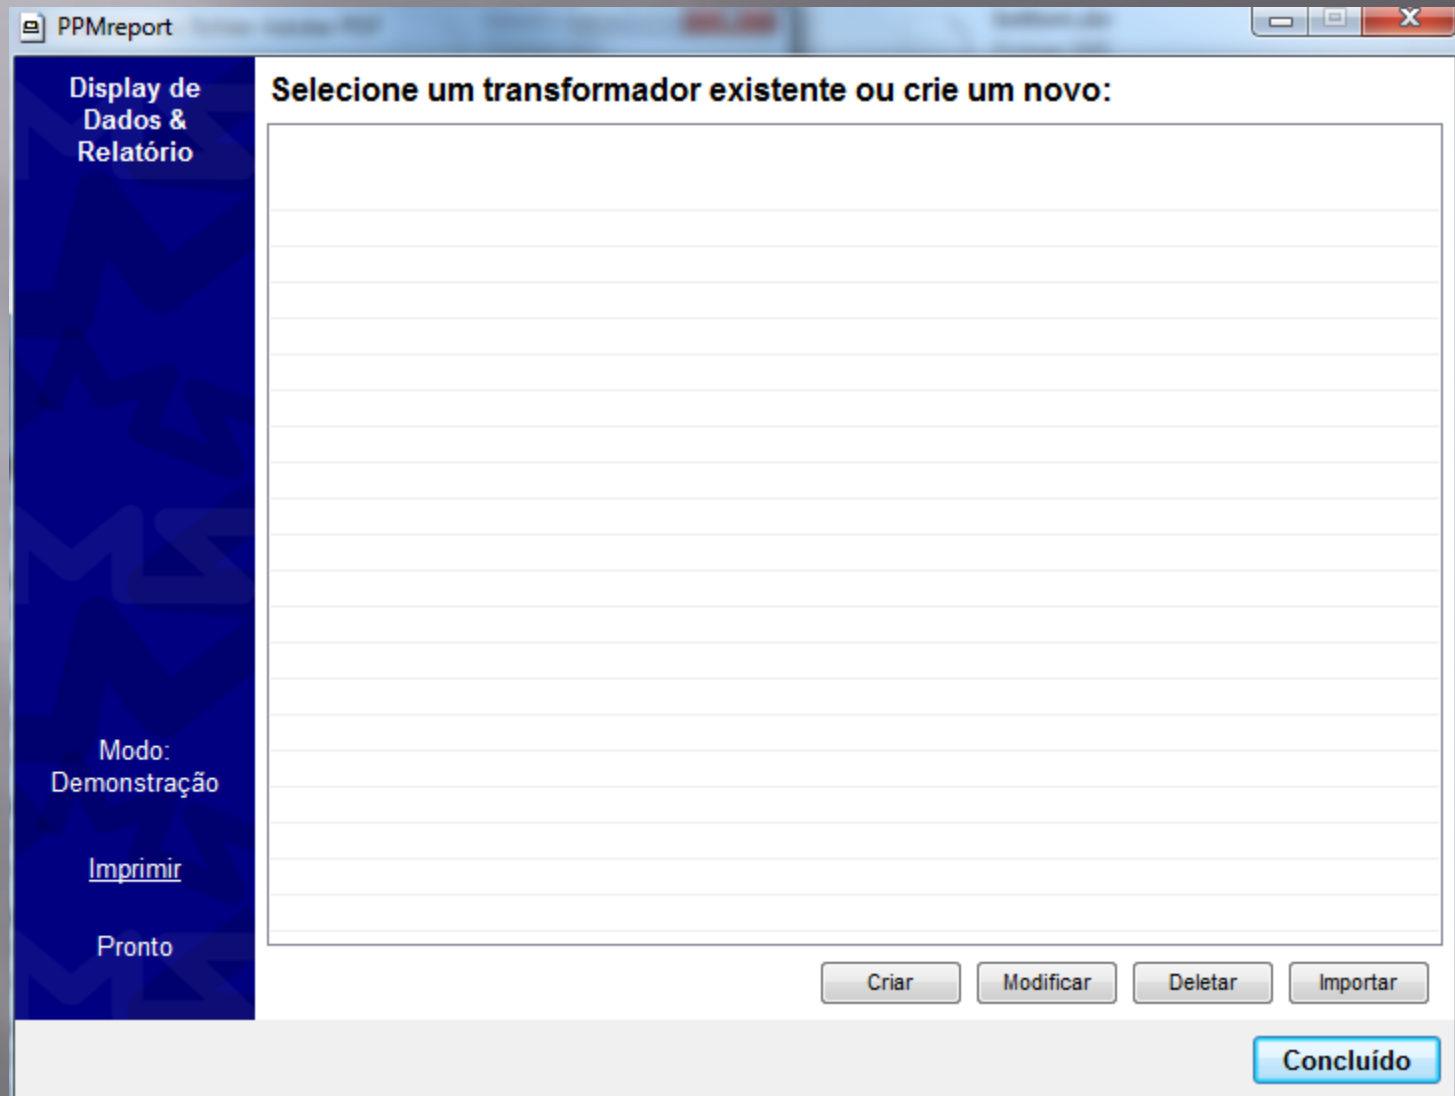 PPMreport
Display de
Dados &
Relatório
Selecione um transformador existente ou crie um novo:
Modo:
Demonstração
Imprimir
Pronto
Criar
Modificar
Deletar
Importar
Concluído